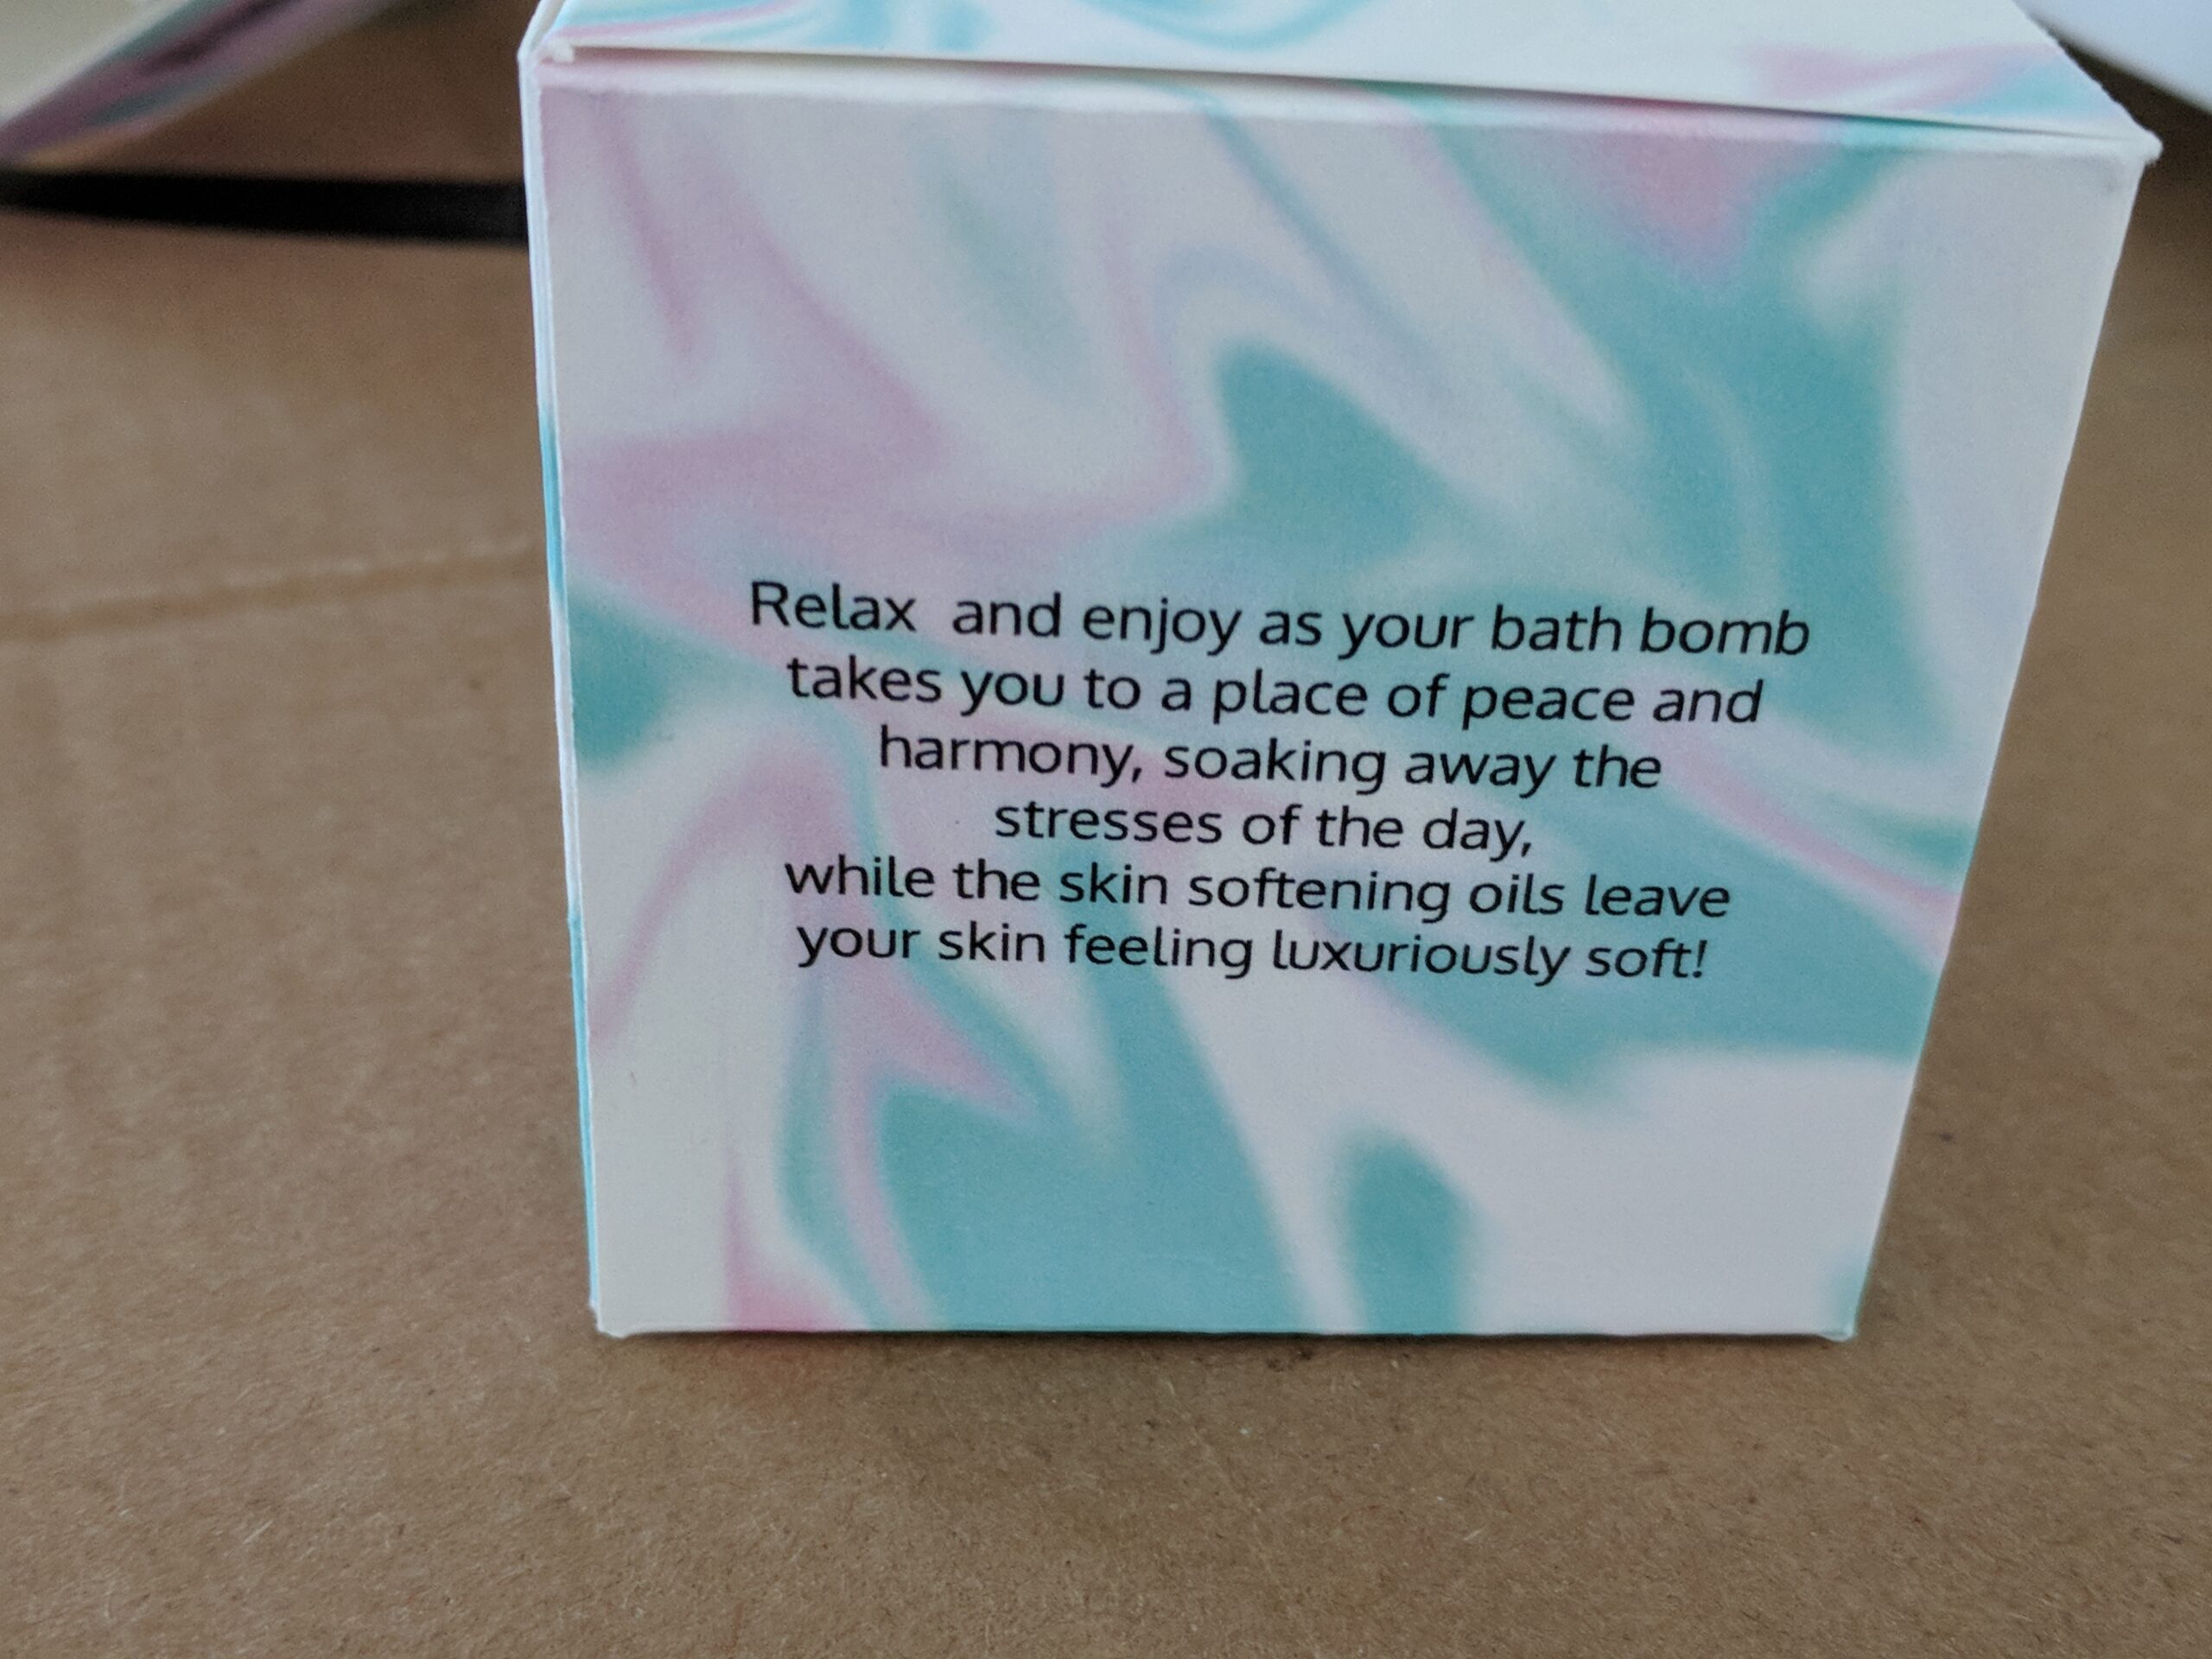 Relax  and enjoy as your bath bomb
takes you to a place of peace and
harmony, soaking away the
stresses of the day,
while the skin softening oils leave
your skin feeling luxuriously soft!